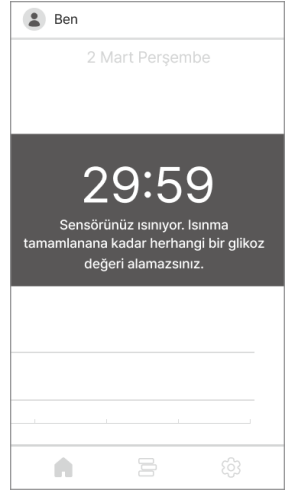 Ben
2 Mart Perşembe
29:59
Sensörünüz ısınıyor. Isınma
tamamlanana kadar herhangi bir glikoz
değeri alamazsınız.